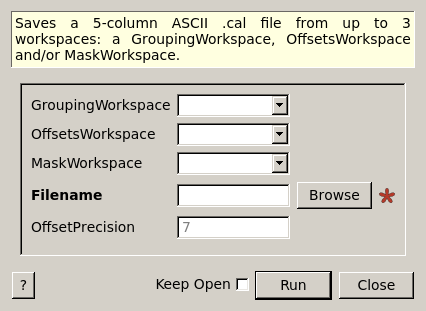 Saves a 5-column ASCII .cal file from up to 3
workspaces: a GroupingWorkspace, OffsetsWorkspace
and/or MaskWorkspace.
GroupingWorkspace
OffsetsWorkspace
MaskWorkspace
Filename Browse *
OffsetPrecision 7
? Keep Open Run Close